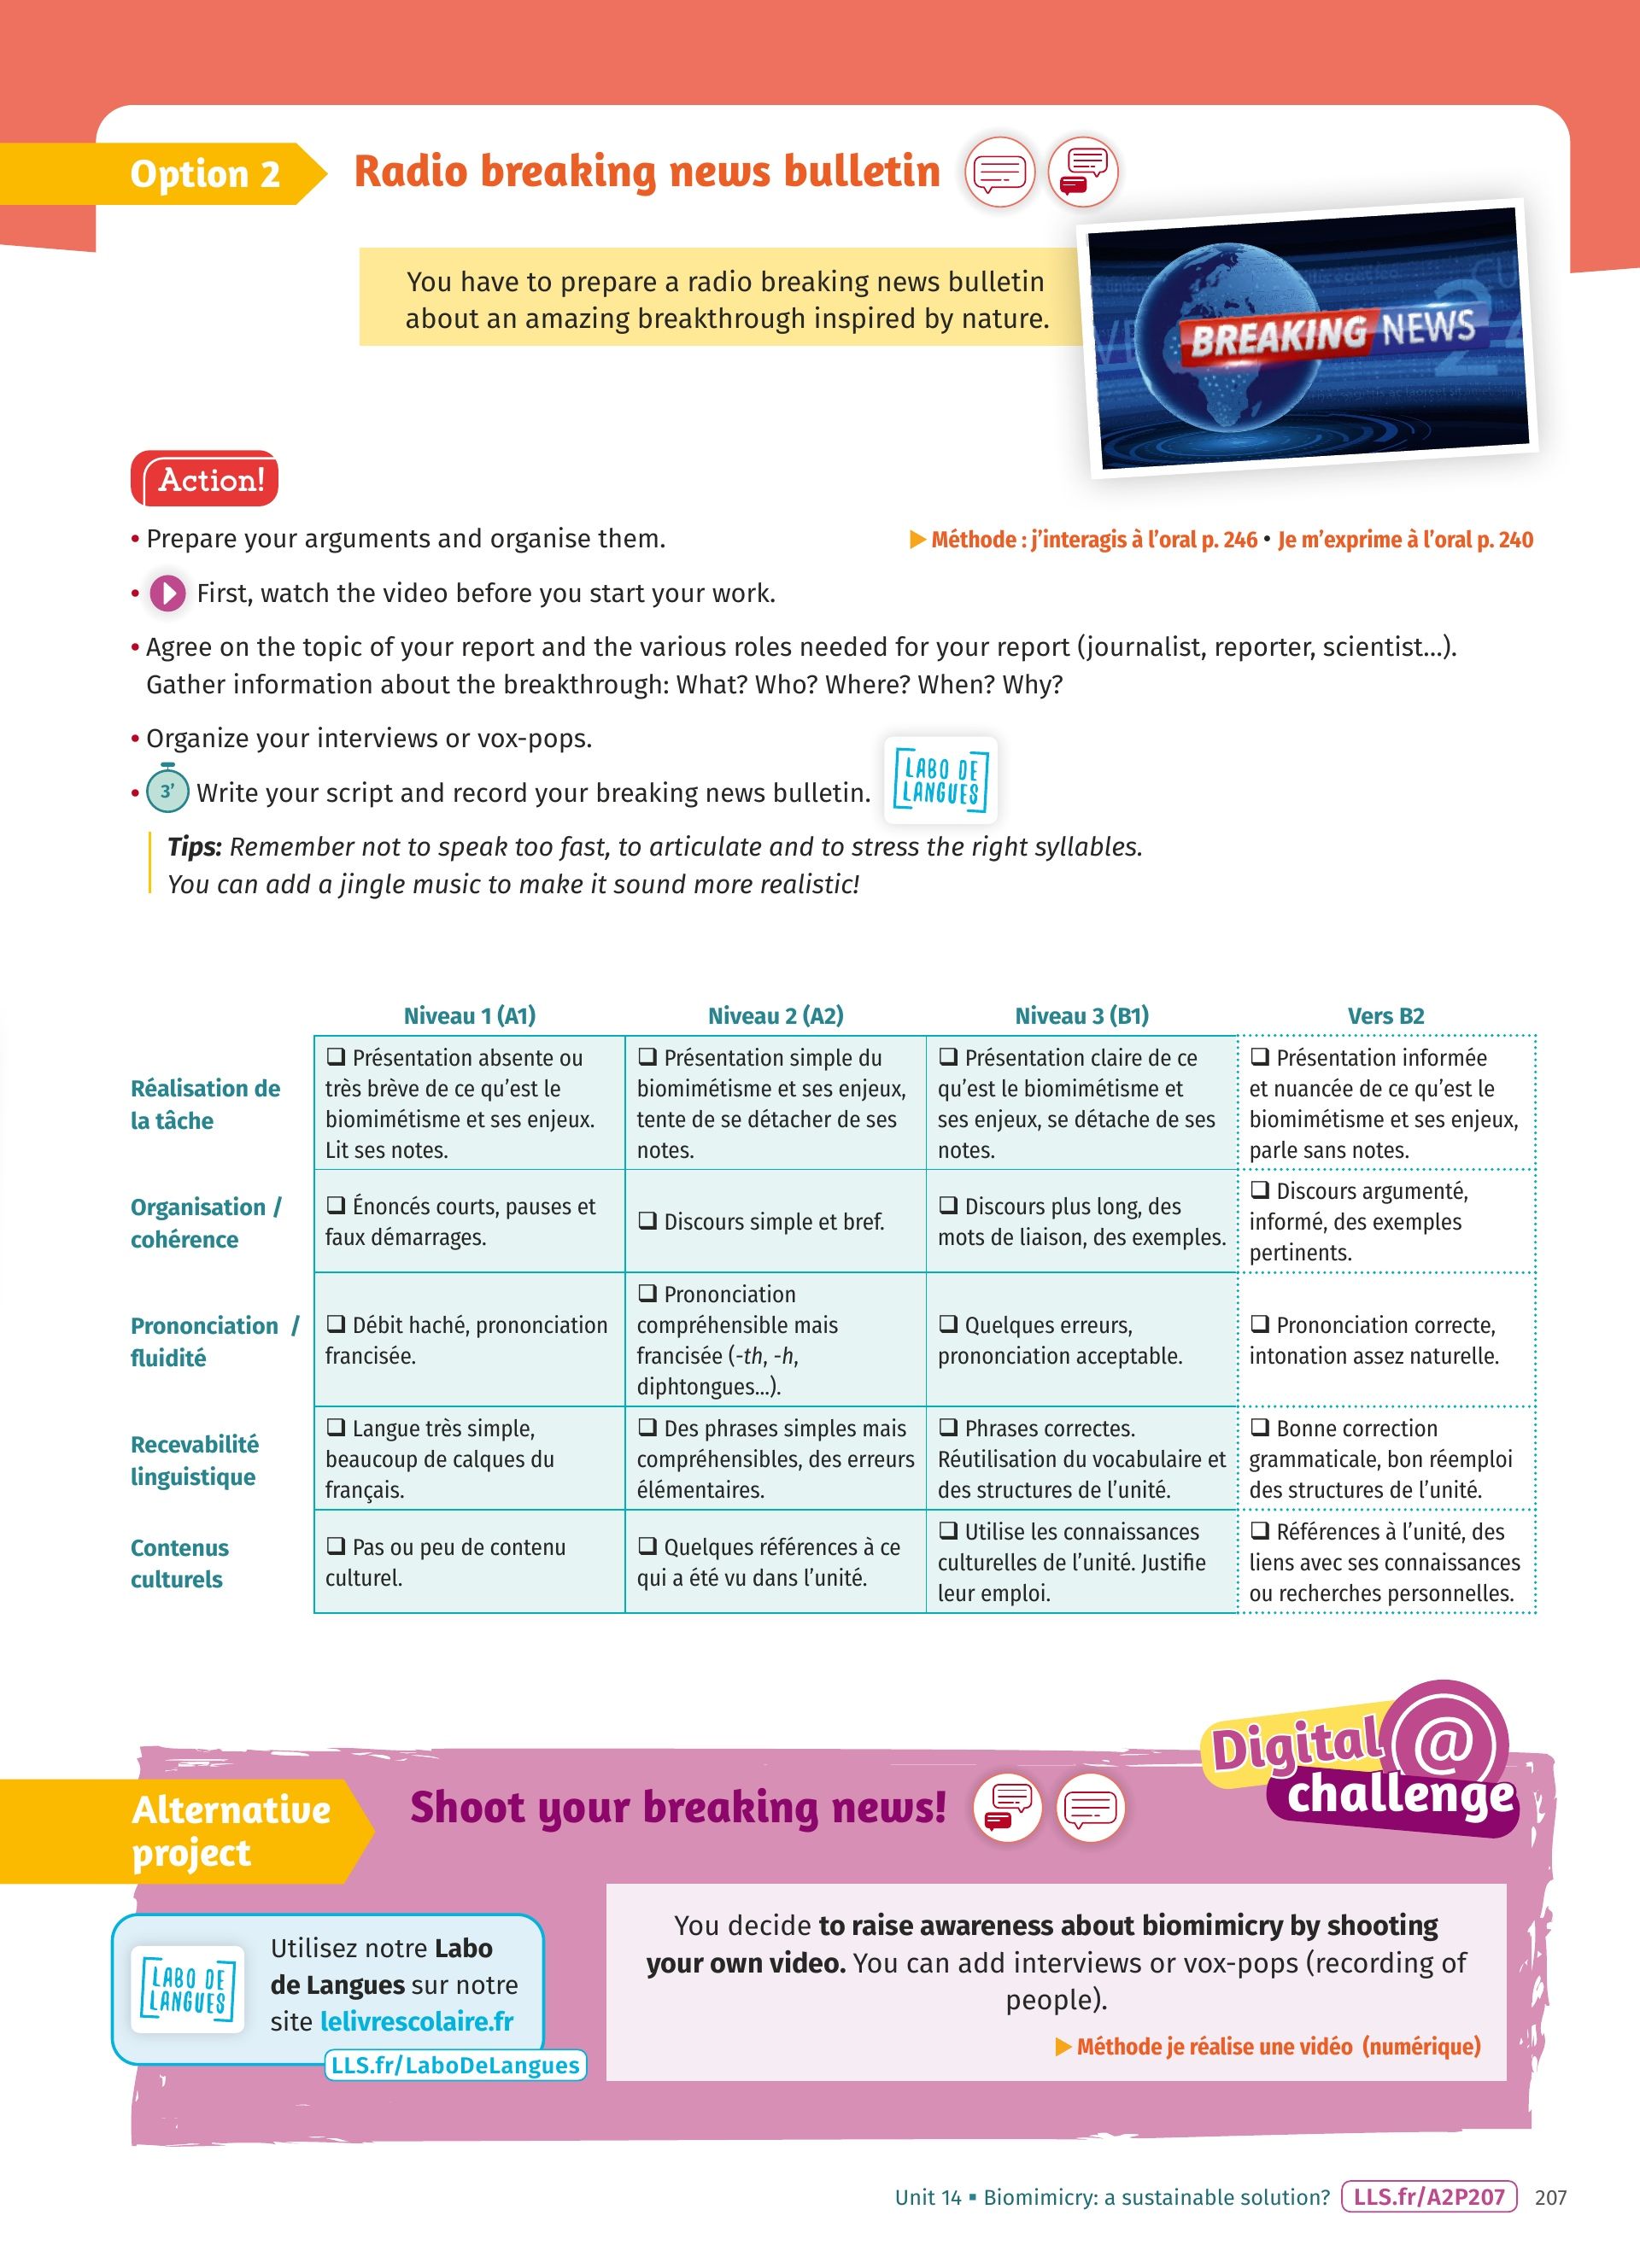 Option 2
Radio breaking news bulletin
You have to prepare a radio breaking news bulletin
about an amazing breakthrough inspired by nature.
BREAKING NEWS
Action!
• Prepare your arguments and organise them.
▶ Méthode : j'interagis à l'oral p. 246 • Je m'exprime à l'oral p. 240
• First, watch the video before you start your work.
• Agree on the topic of your report and the various roles needed for your report (journalist, reporter, scientist...).
Gather information about the breakthrough: What? Who? Where? When? Why?
• Organize your interviews or vox-pops.
• 3' Write your script and record your breaking news bulletin.
LABO DE
LANGUES
Tips: Remember not to speak too fast, to articulate and to stress the right syllables.
You can add a jingle music to make it sound more realistic!
Niveau 1 (A1)
Niveau 2 (A2)
Niveau 3 (B1)
Vers B2
Réalisation de
la tâche
❑ Présentation absente ou
très brève de ce qu'est le
biomimétisme et ses enjeux.
Lit ses notes.
❑ Présentation simple du
biomimétisme et ses enjeux,
tente de se détacher de ses
notes.
❑ Présentation claire de ce
qu'est le biomimétisme et
ses enjeux, se détache de ses
notes.
❑ Présentation informée
et nuancée de ce qu'est le
biomimétisme et ses enjeux,
parle sans notes.
Organisation /
cohérence
❑ Énoncés courts, pauses et
faux démarrages.
❑ Discours simple et bref.
❑ Discours plus long, des
mots de liaison, des exemples.
❑ Discours argumenté,
informé, des exemples
pertinents.
Prononciation /
fluidité
❑ Débit haché, prononciation
francisée.
❑ Prononciation
compréhensible mais
francisée (-th, -h,
diphtongues...).
❑ Quelques erreurs,
prononciation acceptable.
❑ Prononciation correcte,
intonation assez naturelle.
Recevabilité
linguistique
❑ Langue très simple,
beaucoup de calques du
français.
❑ Des phrases simples mais
compréhensibles, des erreurs
élémentaires.
❑ Phrases correctes.
Réutilisation du vocabulaire et
des structures de l'unité.
❑ Bonne correction
grammaticale, bon réemploi
des structures de l'unité.
Contenus
culturels
❑ Pas ou peu de contenu
culturel.
❑ Quelques références à ce
qui a été vu dans l'unité.
❑ Utilise les connaissances
culturelles de l'unité. Justifie
leur emploi.
❑ Références à l'unité, des
liens avec ses connaissances
ou recherches personnelles.
Digital @
challenge
Alternative
project
Shoot your breaking news!
LABO DE
LANGUES
Utilisez notre Labo
de Langues sur notre
site lelivrescolaire.fr
LLS.fr/LaboDeLangues
You decide to raise awareness about biomimicry by shooting
your own video. You can add interviews or vox-pops (recording of
people).
▶ Méthode je réalise une vidéo (numérique)
Unit 14 ▪ Biomimicry: a sustainable solution? LLS.fr/A2P207 207